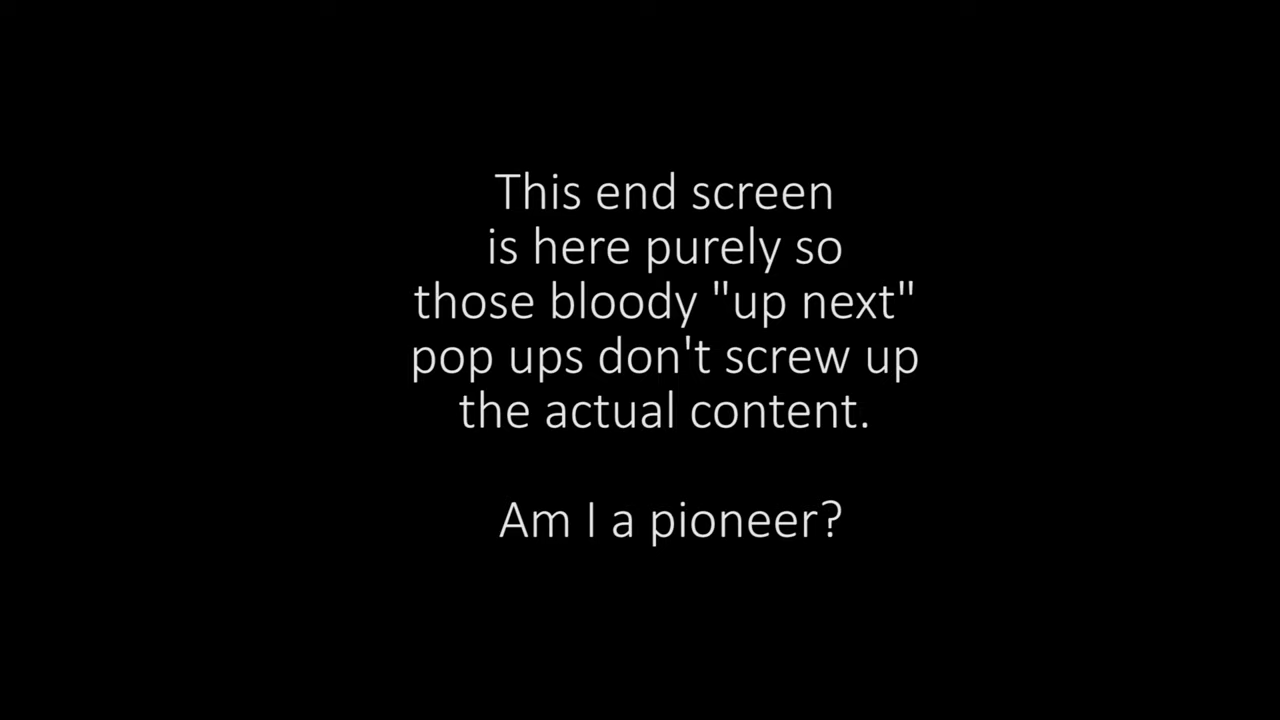 This end screen
is here purely so
those bloody "up next"
pop ups don't screw up
the actual content.
Am I a pioneer?